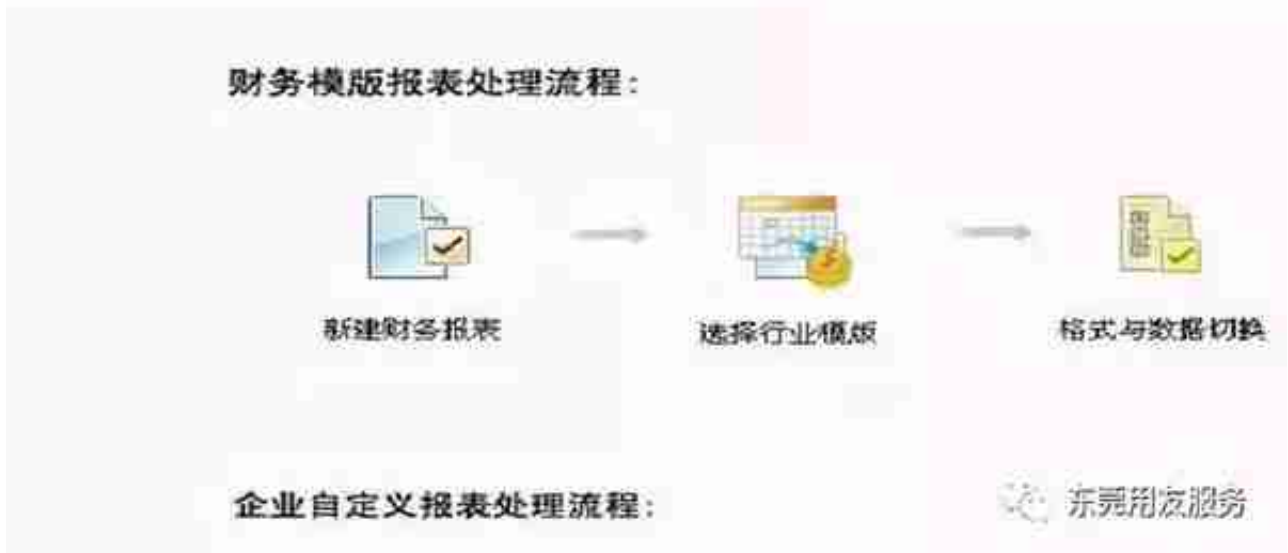 财务模版报表处理流程：
新建财务报表
选择行业模版
格式与数据切换
企业自定义报表处理流程：
东莞用友服务